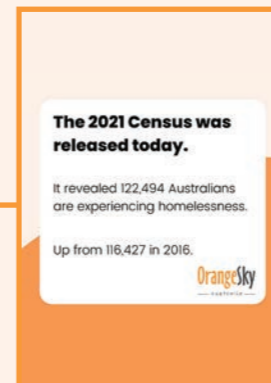 The 2021 Census was
released today.
It revealed 122,494 Australians
are experiencing homelessness.
Up from 116,427 in 2016.
OrangeSky
AUSTRALIA